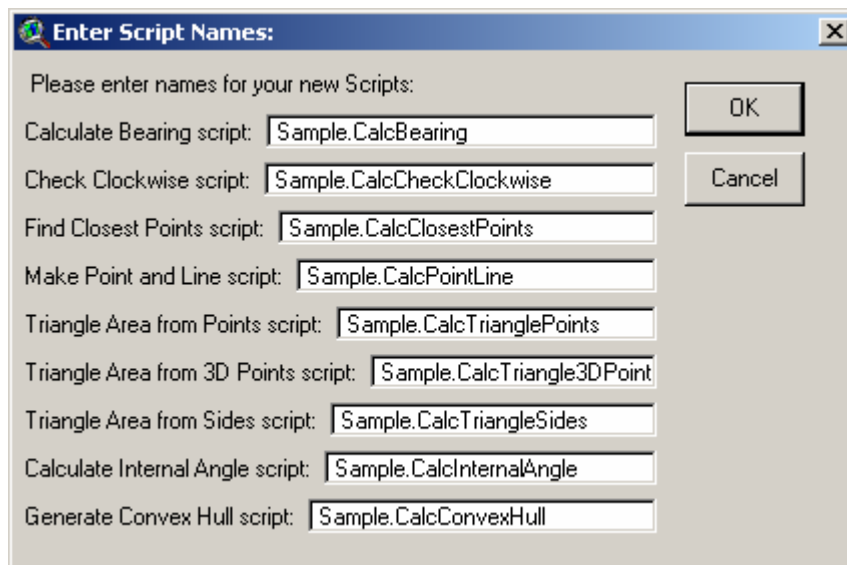 Enter Script Names:
Please enter names for your new Scripts:
OK
Calculate Bearing script: Sample.CalcBearing
Check Clockwise script: Sample.CalcCheckClockwise
Cancel
Find Closest Points script: Sample.CalcClosestPoints
Make Point and Line script: Sample.CalcPointLine
Triangle Area from Points script: Sample.CalcTrianglePoints
Triangle Area from 3D Points script: Sample.CalcTriangle3DPoint
Triangle Area from Sides script: Sample.CalcTriangleSides
Calculate Internal Angle script: Sample.CalcInternalAngle
Generate Convex Hull script: Sample.CalcConvexHull